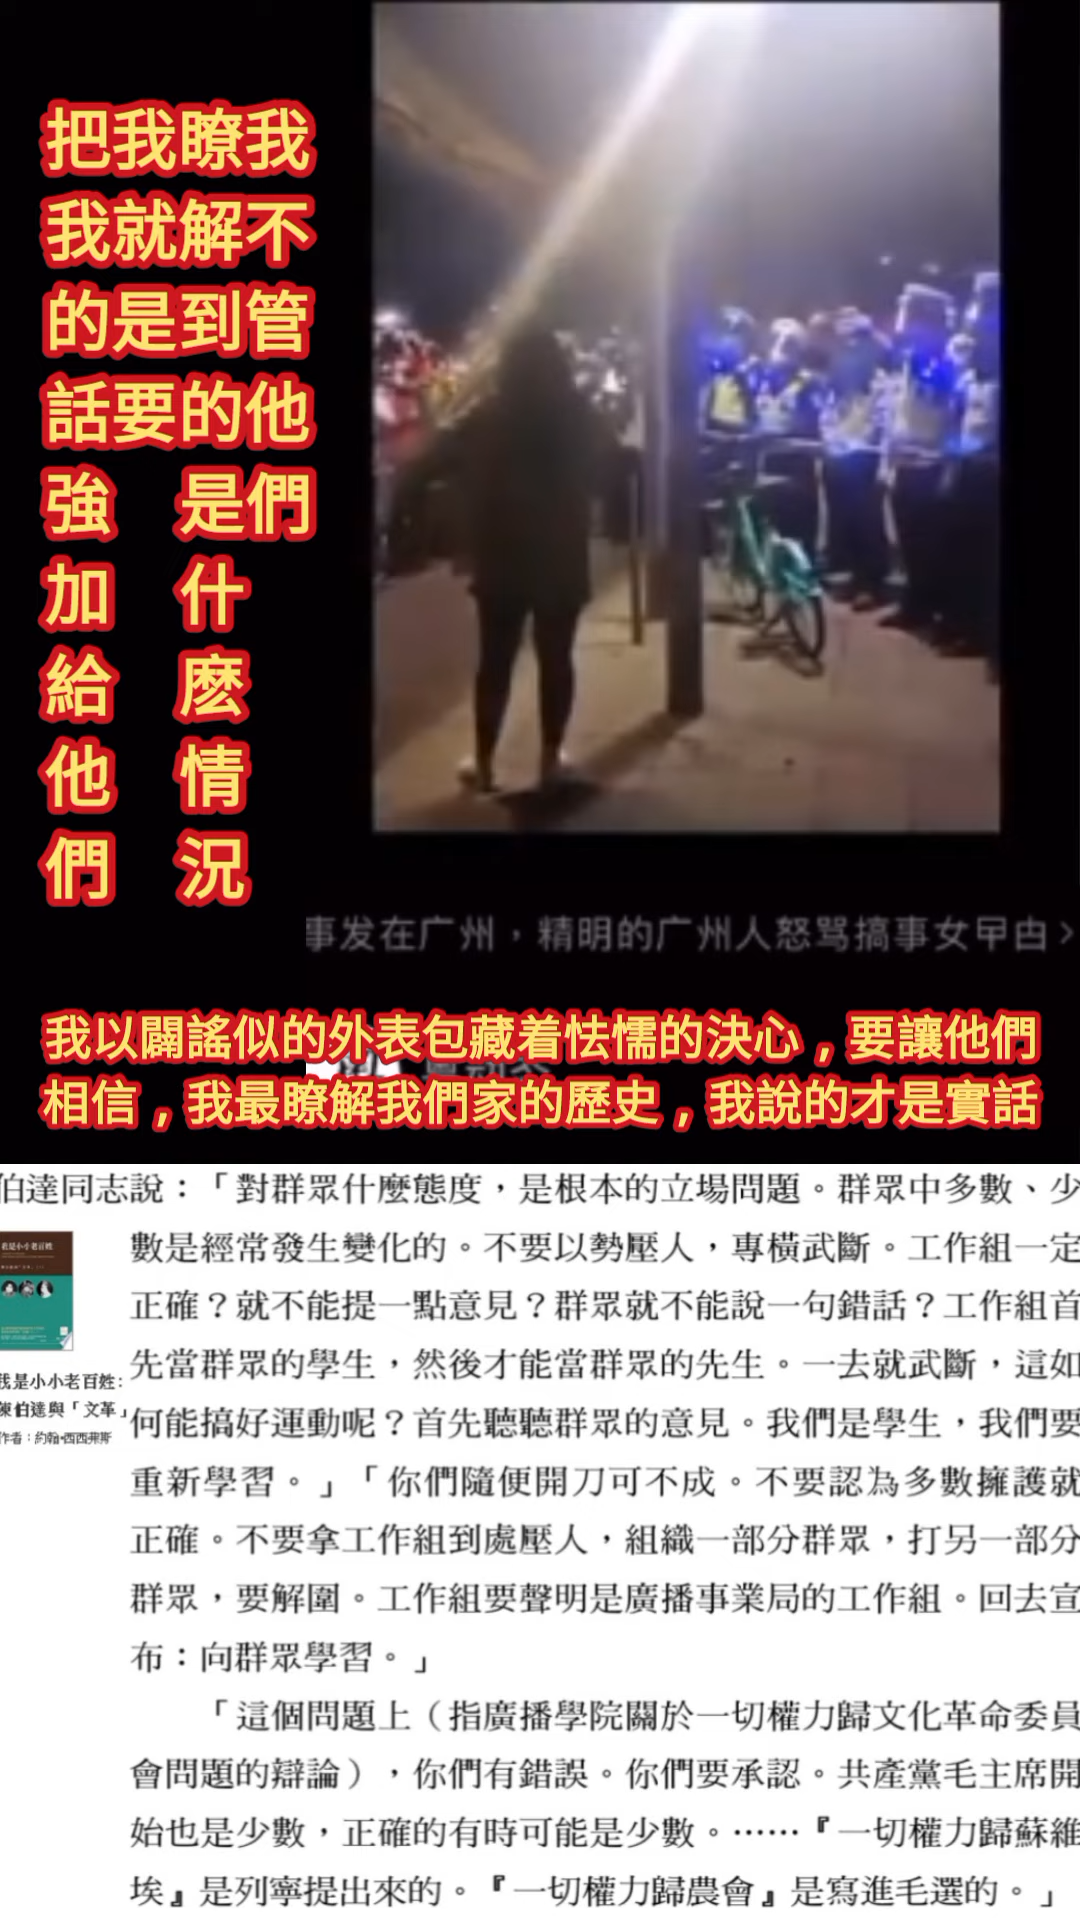 我不管他們
瞭解到的是什麼情況
我就是要
把我的話強加給他們
事发在广州，精明的广州人怒骂搞事女曱甴>
我以闢謠似的外表包藏着怯懦的決心，要讓他們
相信，我最瞭解我們家的歷史，我說的才是實話
伯達同志說：「對群眾什麼態度，是根本的立場問題。群眾中多數、少
數是經常發生變化的。不要以勢壓人，專橫武斷。工作組一定
正確？就不能提一點意見？群眾就不能說一句錯話？工作組首
先當群眾的學生，然後才能當群眾的先生。一去就武斷，這如
何能搞好運動呢？首先聽聽群眾的意見。我們是學生，我們要
重新學習。」「你們隨便開刀可不成。不要認為多數擁護就
正確。不要拿工作組到處壓人，組織一部分群眾，打另一部分
群眾，要解圍。工作組要聲明是廣播事業局的工作組。回去宣
布：向群眾學習。」
「這個問題上（指廣播學院關於一切權力歸文化革命委員
會問題的辯論），你們有錯誤。你們要承認。共產黨毛主席開
始也是少數，正確的有時可能是少數。……『一切權力歸蘇維
埃』是列寧提出來的。『一切權力歸農會』是寫進毛選的。」
我是小小老百姓
我是小小老百姓：
陳伯達與「文革」
作者：約翰•西西弗斯